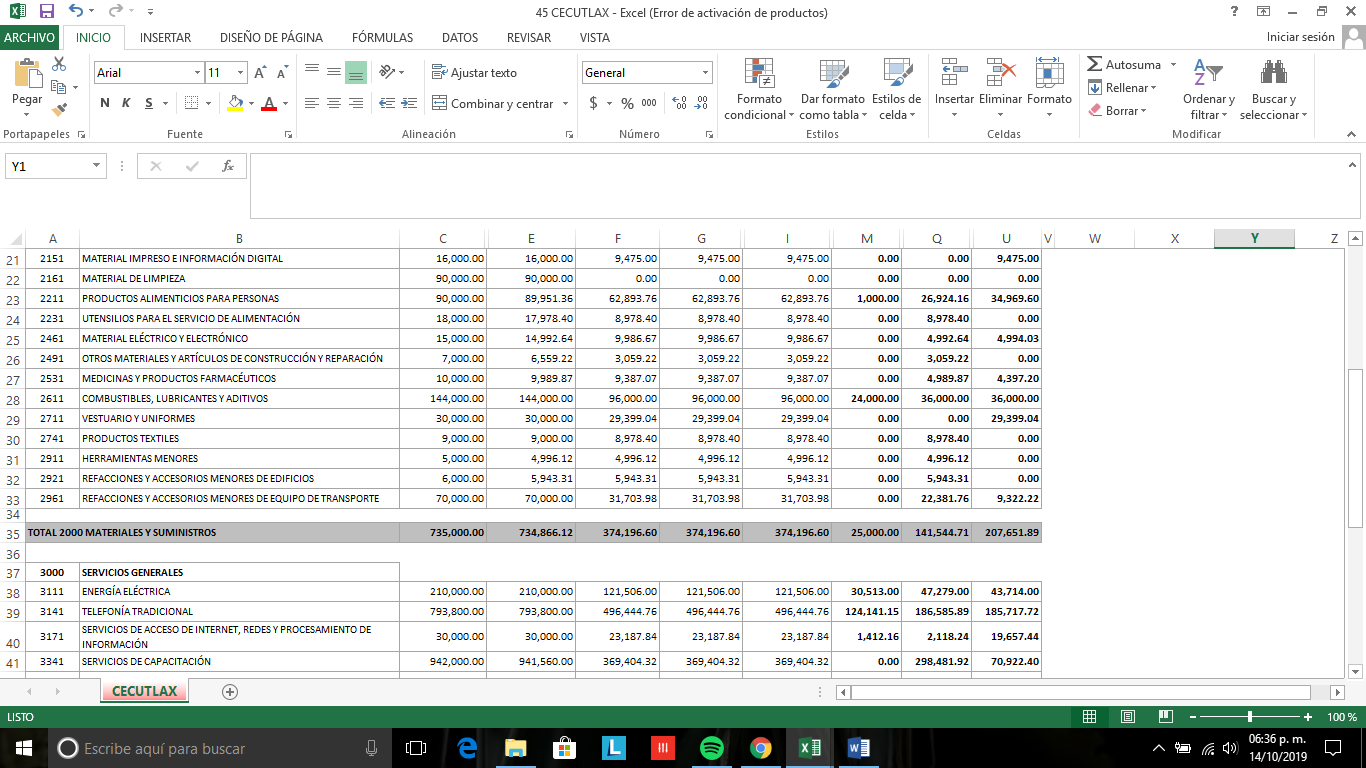 45 CECUTLAX - Excel (Error de activación de productos)
ARCHIVO INICIO INSERTAR DISEÑO DE PÁGINA FÓRMULAS DATOS REVISAR VISTA Iniciar sesión
Arial 11 Ajustar texto General Autosuma
Pegar Formato condicional Dar formato como tabla Estilos de celda Insertar Eliminar Formato Rellenar Ordenar y filtrar Buscar y seleccionar
N K S A Combinar y centrar $ % 000 Borrar
Portapapeles Fuente Alineación Número Estilos Celdas Modificar
Y1 fx
A B C E F G I M Q U V W X Y Z
21 2151 MATERIAL IMPRESO E INFORMACIÓN DIGITAL 16,000.00 16,000.00 9,475.00 9,475.00 9,475.00 0.00 0.00 9,475.00
22 2161 MATERIAL DE LIMPIEZA 90,000.00 90,000.00 0.00 0.00 0.00 0.00 0.00 0.00
23 2211 PRODUCTOS ALIMENTICIOS PARA PERSONAS 90,000.00 89,951.36 62,893.76 62,893.76 62,893.76 1,000.00 26,924.16 34,969.60
24 2231 UTENSILIOS PARA EL SERVICIO DE ALIMENTACIÓN 18,000.00 17,978.40 8,978.40 8,978.40 8,978.40 0.00 8,978.40 0.00
25 2461 MATERIAL ELÉCTRICO Y ELECTRÓNICO 15,000.00 14,992.64 9,986.67 9,986.67 9,986.67 0.00 4,992.64 4,994.03
26 2491 OTROS MATERIALES Y ARTÍCULOS DE CONSTRUCCIÓN Y REPARACIÓN 7,000.00 6,559.22 3,059.22 3,059.22 3,059.22 0.00 3,059.22 0.00
27 2531 MEDICINAS Y PRODUCTOS FARMACÉUTICOS 10,000.00 9,989.87 9,387.07 9,387.07 9,387.07 0.00 4,989.87 4,397.20
28 2611 COMBUSTIBLES, LUBRICANTES Y ADITIVOS 144,000.00 144,000.00 96,000.00 96,000.00 96,000.00 24,000.00 36,000.00 36,000.00
29 2711 VESTUARIO Y UNIFORMES 30,000.00 30,000.00 29,399.04 29,399.04 29,399.04 0.00 0.00 29,399.04
30 2741 PRODUCTOS TEXTILES 9,000.00 9,000.00 8,978.40 8,978.40 8,978.40 0.00 8,978.40 0.00
31 2911 HERRAMIENTAS MENORES 5,000.00 4,996.12 4,996.12 4,996.12 4,996.12 0.00 4,996.12 0.00
32 2921 REFACCIONES Y ACCESORIOS MENORES DE EDIFICIOS 6,000.00 5,943.31 5,943.31 5,943.31 5,943.31 0.00 5,943.31 0.00
33 2961 REFACCIONES Y ACCESORIOS MENORES DE EQUIPO DE TRANSPORTE 70,000.00 70,000.00 31,703.98 31,703.98 31,703.98 0.00 22,381.76 9,322.22
34
35 TOTAL 2000 MATERIALES Y SUMINISTROS 735,000.00 734,866.12 374,196.60 374,196.60 374,196.60 25,000.00 141,544.71 207,651.89
36
37 3000 SERVICIOS GENERALES
38 3111 ENERGÍA ELÉCTRICA 210,000.00 210,000.00 121,506.00 121,506.00 121,506.00 30,513.00 47,279.00 43,714.00
39 3141 TELEFONÍA TRADICIONAL 793,800.00 793,800.00 496,444.76 496,444.76 496,444.76 124,141.15 186,585.89 185,717.72
40 3171 SERVICIOS DE ACCESO DE INTERNET, REDES Y PROCESAMIENTO DE
INFORMACIÓN 30,000.00 30,000.00 23,187.84 23,187.84 23,187.84 1,412.16 2,118.24 19,657.44
41 3341 SERVICIOS DE CAPACITACIÓN 942,000.00 941,560.00 369,404.32 369,404.32 369,404.32 0.00 298,481.92 70,922.40
CECUTLAX
LISTO 100 %
Escribe aquí para buscar 06:36 p. m.
14/10/2019